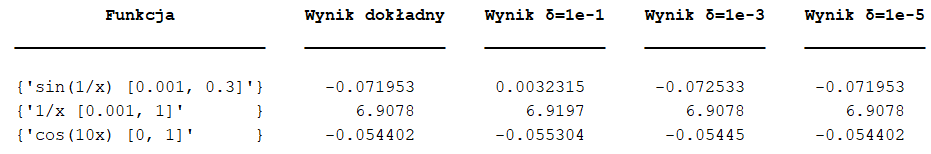 Funkcja Wynik dokładny Wynik δ=1e-1 Wynik δ=1e-3 Wynik δ=1e-5
{'sin(1/x) [0.001, 0.3]'} -0.071953 0.0032315 -0.072533 -0.071953
{'1/x [0.001, 1]' } 6.9078 6.9197 6.9078 6.9078
{'cos(10x) [0, 1]' } -0.054402 -0.055304 -0.05445 -0.054402